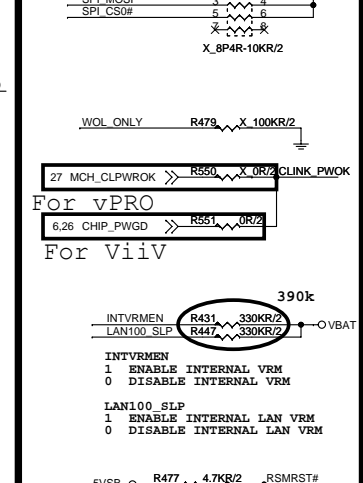 SPI_MOSI 3 4
SPI_CS0# 5 6
7 8
X_8P4R-10KR/2
WOL_ONLY R479 X_100KR/2
27 MCH_CLPWROK R550 X_0R/2 CLINK_PWOK
For vPRO
6,26 CHIP_PWGD R551 0R/2
For ViiV
390k
INTVRMEN R431 330KR/2
LAN100_SLP R447 330KR/2 VBAT
INTVRMEN
1 ENABLE INTERNAL VRM
0 DISABLE INTERNAL VRM
LAN100_SLP
1 ENABLE INTERNAL LAN VRM
0 DISABLE INTERNAL LAN VRM
5VSB R477 4.7KR/2 RSMRST#